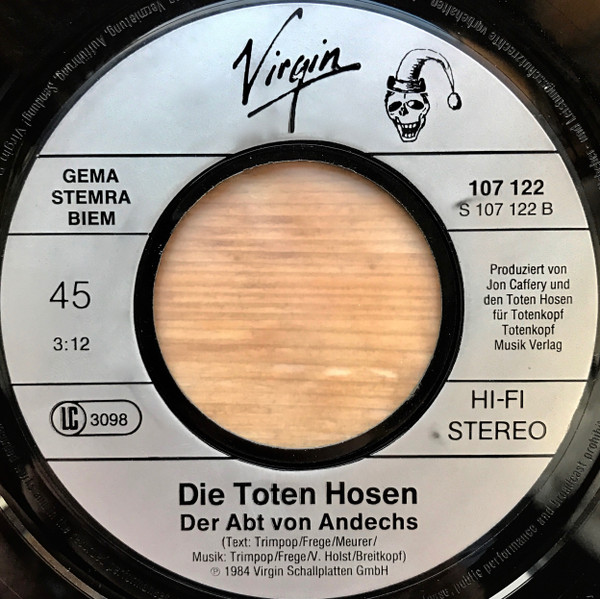 Virgin
GEMA
STEMRA
BIEM
107 122
S 107 122 B
45
3:12
Produziert von
Jon Caffery und
den Toten Hosen
für Totenkopf
Totenkopf
Musik Verlag
LC 3098
HI-FI
STEREO
Die Toten Hosen
Der Abt von Andechs
(Text: Trimpop/Frege/Meurer/
Musik: Trimpop/Frege/V. Holst/Breitkopf)
℗ 1984 Virgin Schallplatten GmbH